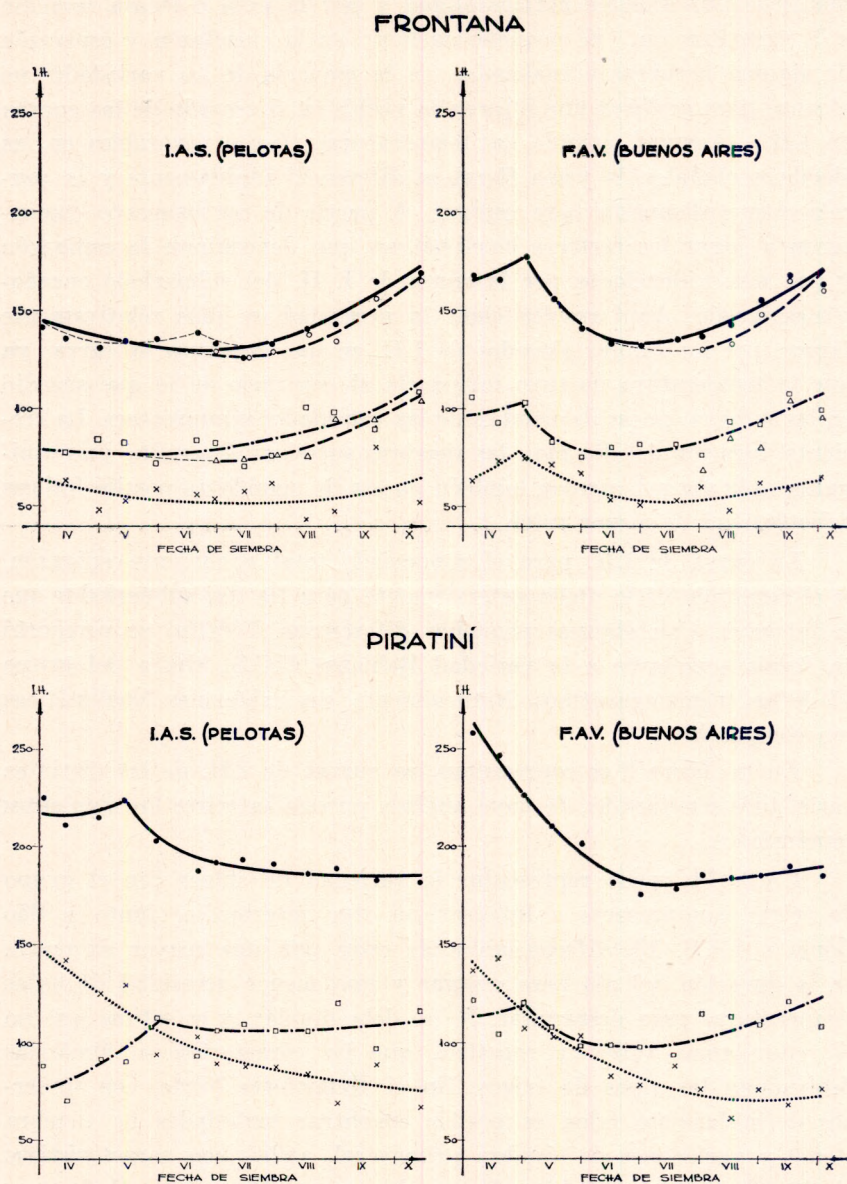 FRONTANA
I.H. I.H.
250 250
I.A.S. (PELOTAS) F.A.V. (BUENOS AIRES)
200 200
150 150
100 100
50 50
IV V VI VII VIII IX X IV V VI VII VIII IX X
FECHA DE SIEMBRA FECHA DE SIEMBRA
PIRATINÍ
I.H. I.H.
I.A.S. (PELOTAS) F.A.V. (BUENOS AIRES)
250 250
200 200
150 150
100 100
50 50
IV V VI VII VIII IX X IV V VI VII VIII IX X
FECHA DE SIEMBRA FECHA DE SIEMBRA